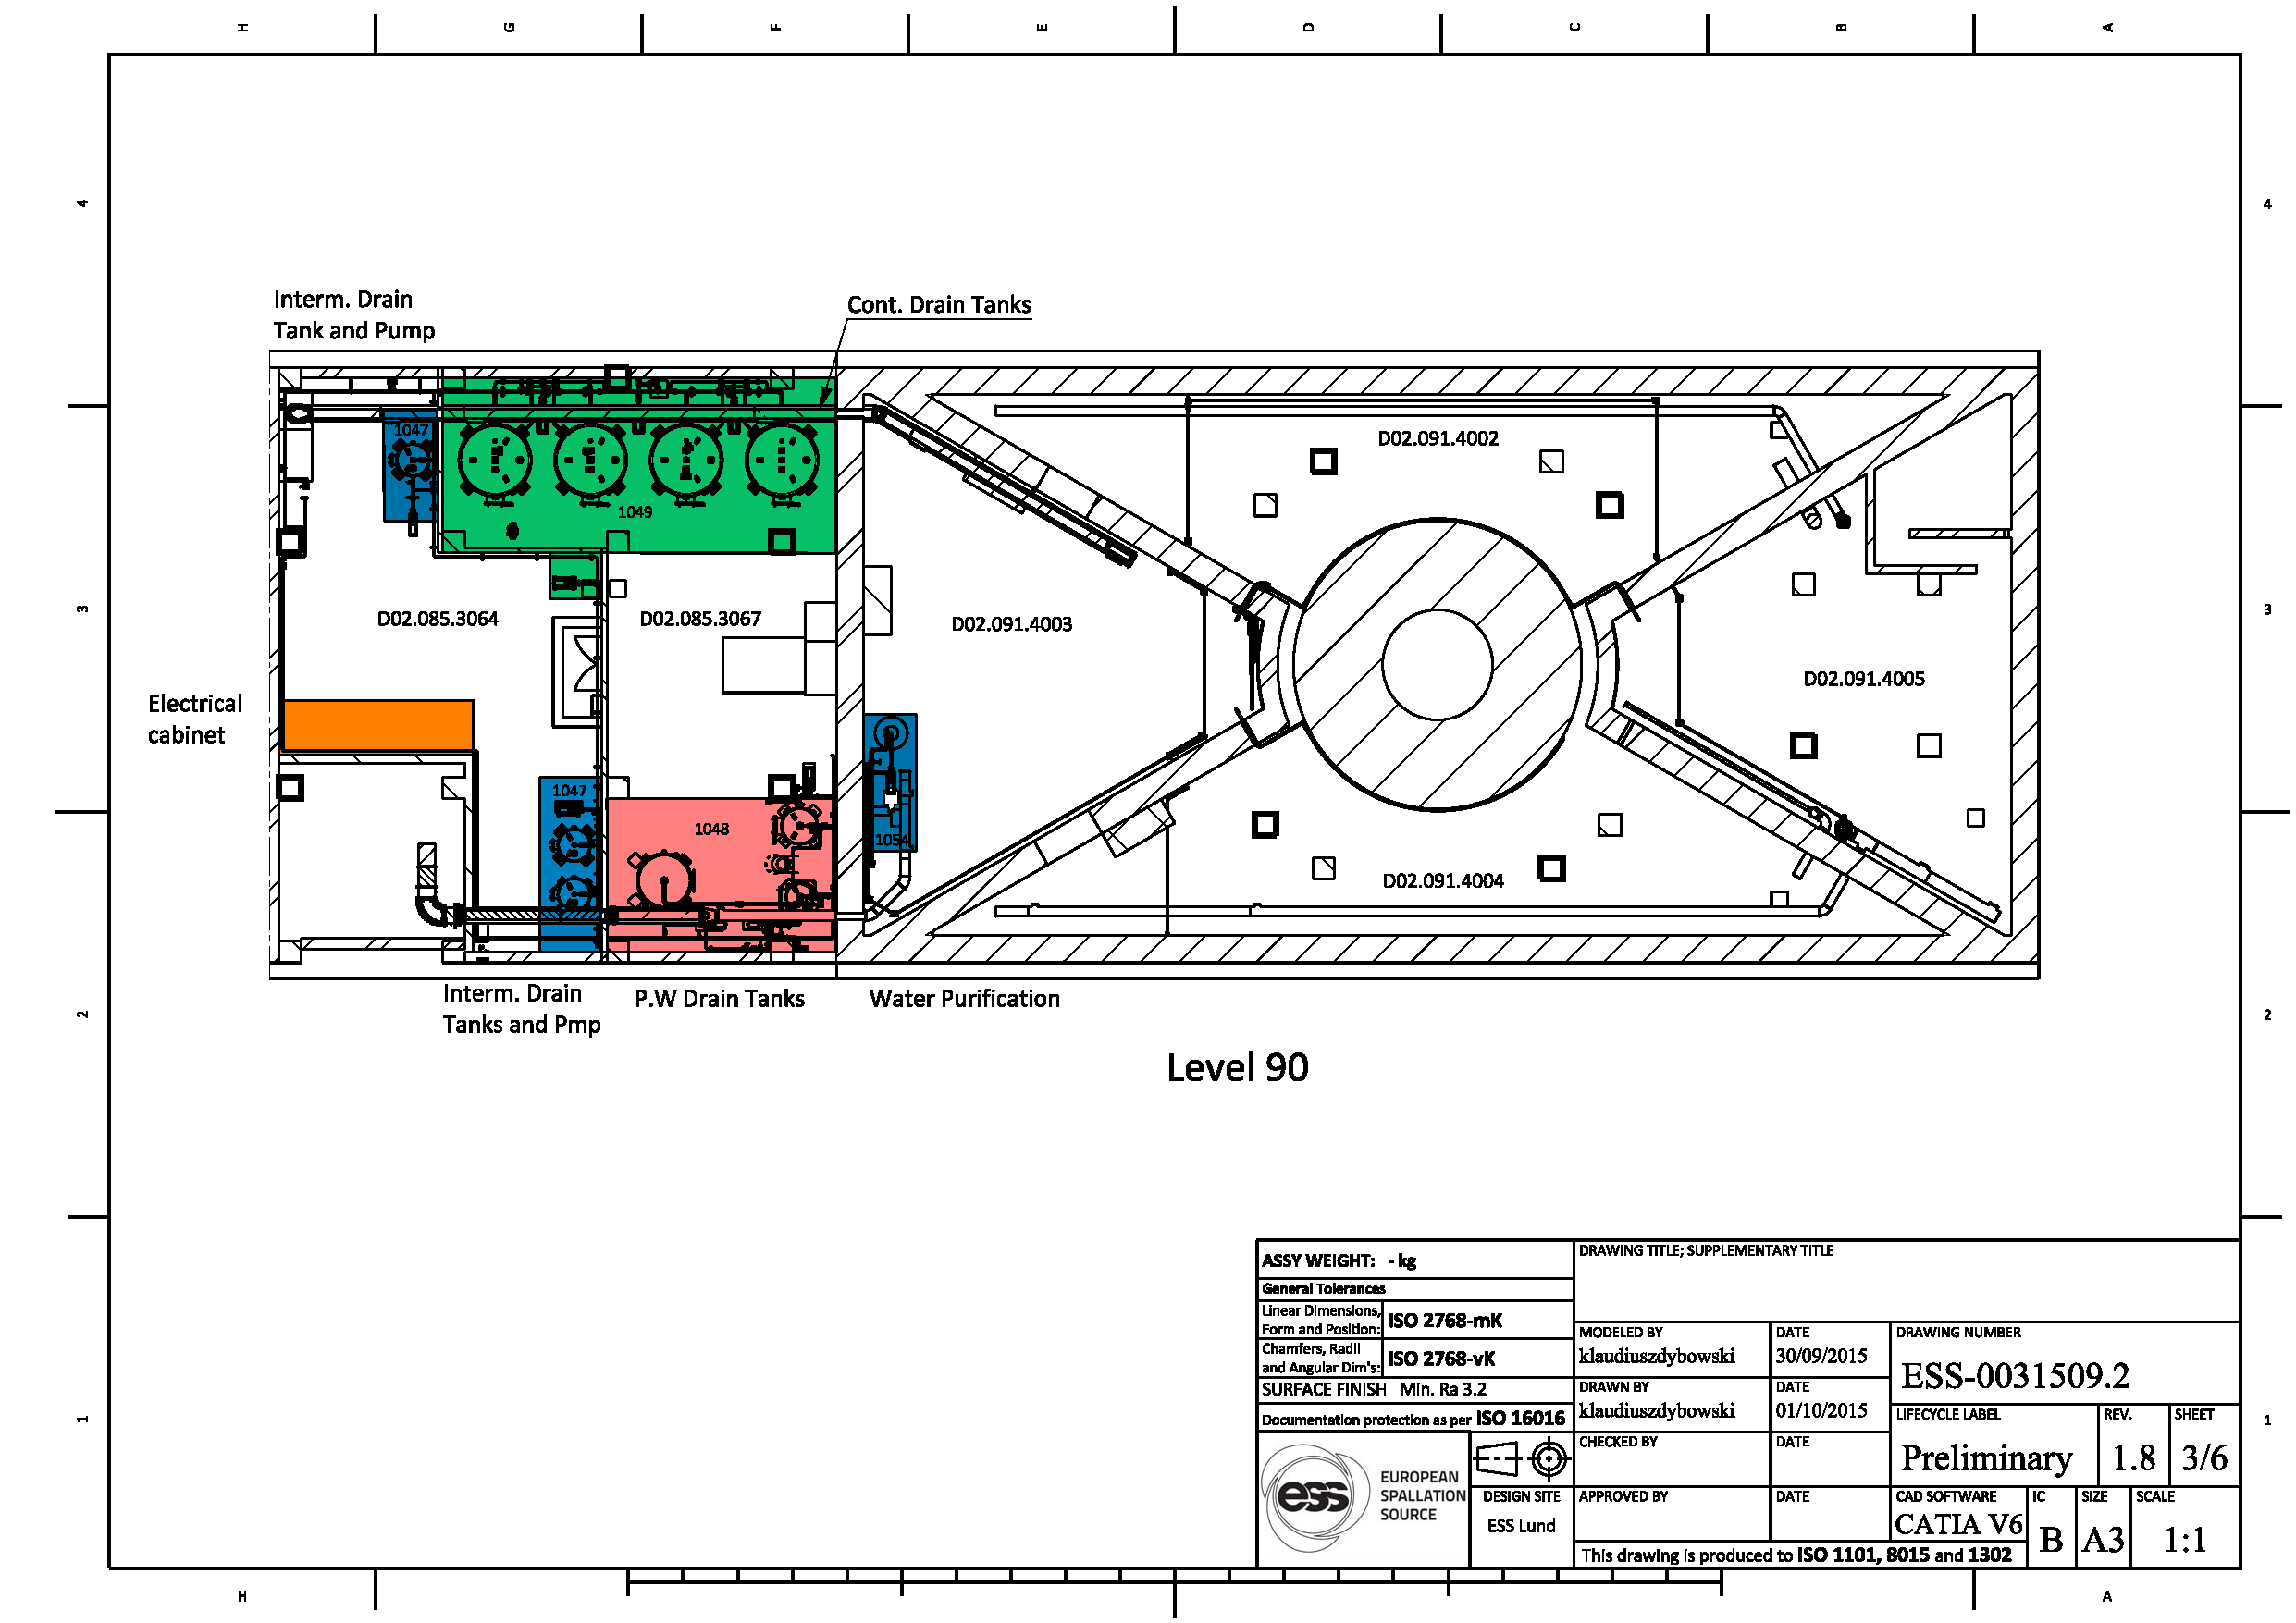 H G F E D C B A
4 4
Interm. Drain
Tank and Pump
Cont. Drain Tanks
1047
D02.091.4002
1049
3 3
D02.085.3064
D02.085.3067
D02.091.4003
D02.091.4005
Electrical
cabinet
1047
1048
1054
D02.091.4004
Interm. Drain
Tanks and Pmp
P.W Drain Tanks
Water Purification
2 2
Level 90
ASSY WEIGHT: - kg
General Tolerances
Linear Dimensions,
Form and Position:
ISO 2768-mK
Chamfers, Radii
and Angular Dim's:
ISO 2768-vK
SURFACE FINISH Min. Ra 3.2
Documentation protection as per ISO 16016
ess
EUROPEAN
SPALLATION
SOURCE
DESIGN SITE
ESS Lund
DRAWING TITLE; SUPPLEMENTARY TITLE
MODELED BY
klaudiuszdybowski
DATE
30/09/2015
DRAWN BY
klaudiuszdybowski
DATE
01/10/2015
CHECKED BY
DATE
APPROVED BY
DATE
DRAWING NUMBER
ESS-0031509.2
LIFECYCLE LABEL
Preliminary
REV.
1.8
SHEET
3/6
CAD SOFTWARE
CATIA V6
IC
B
SIZE
A3
SCALE
1:1
This drawing is produced to ISO 1101, 8015 and 1302
1 1
H A